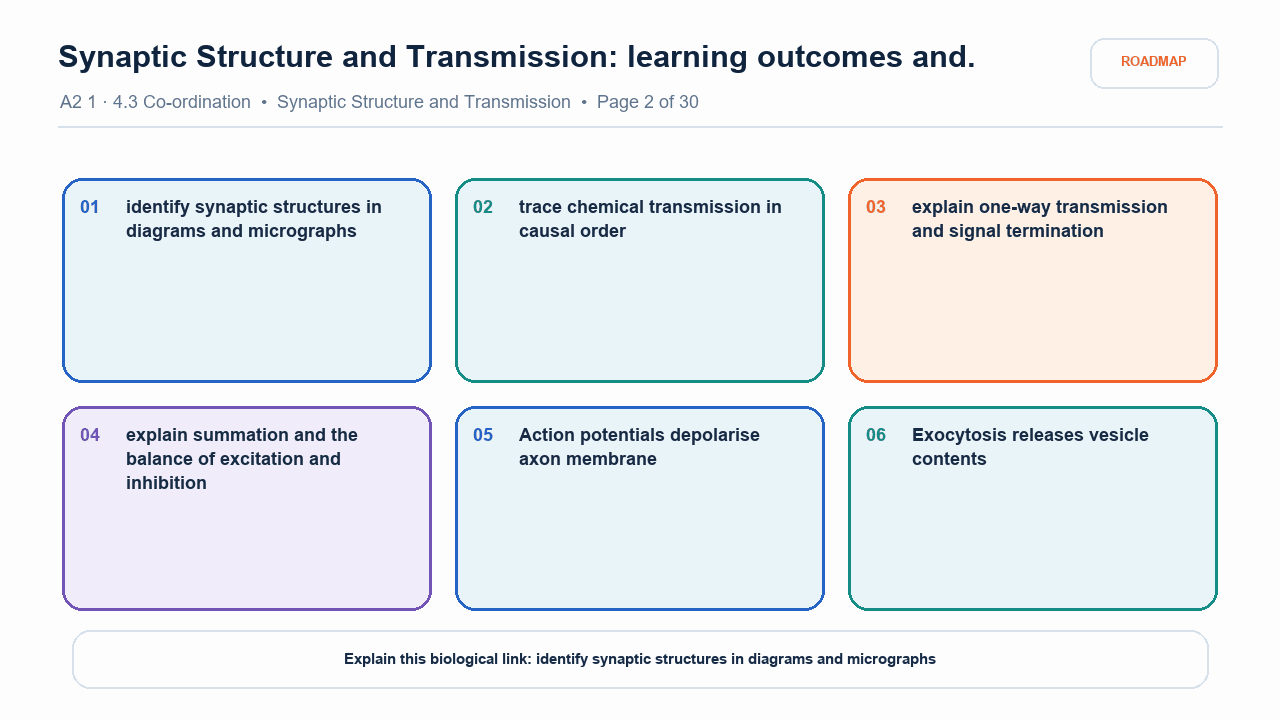 Synaptic Structure and Transmission: learning outcomes and.
ROADMAP
A2 1 · 4.3 Co-ordination • Synaptic Structure and Transmission • Page 2 of 30
01 identify synaptic structures in
diagrams and micrographs
02 trace chemical transmission in
causal order
03 explain one-way transmission
and signal termination
04 explain summation and the
balance of excitation and
inhibition
05 Action potentials depolarise
axon membrane
06 Exocytosis releases vesicle
contents
Explain this biological link: identify synaptic structures in diagrams and micrographs